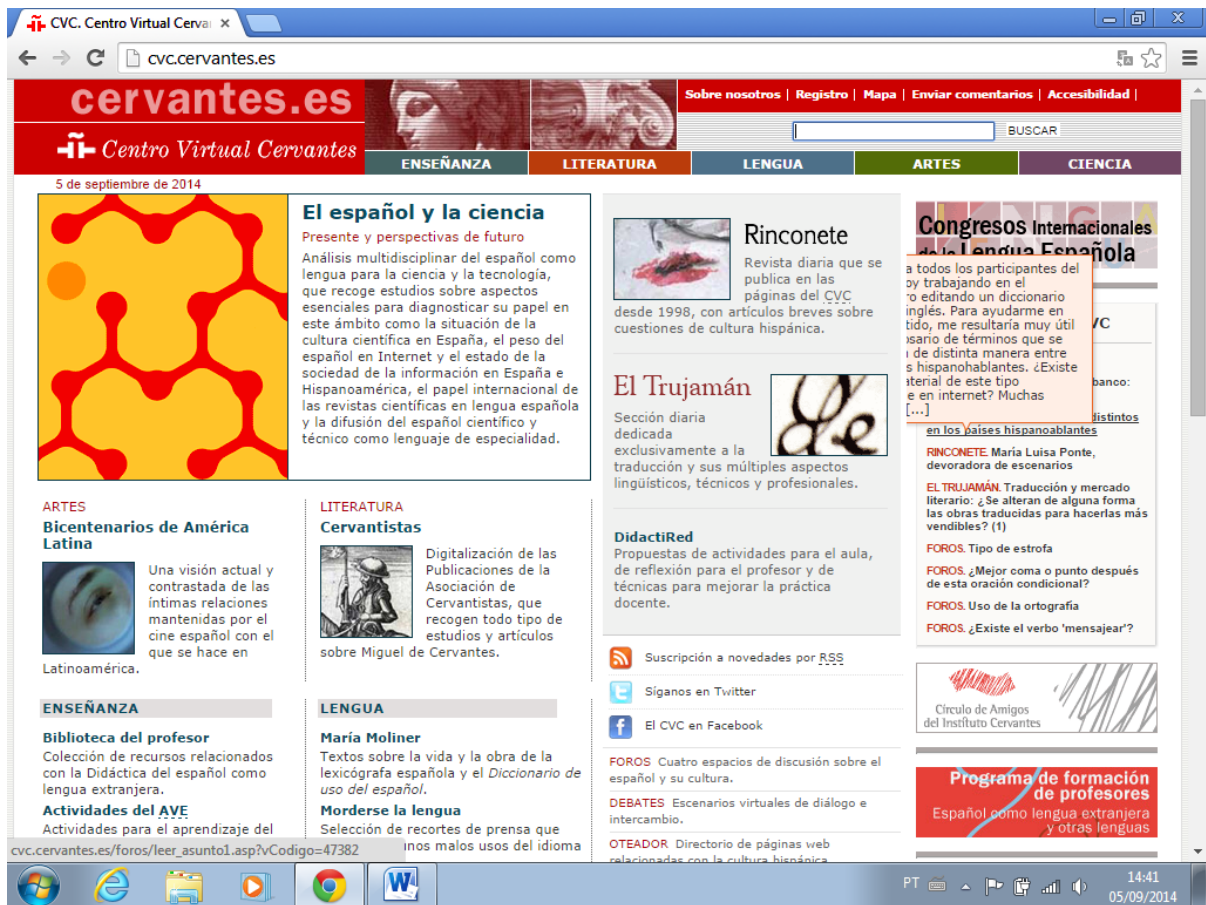 CVC. Centro Virtual Cerva
cvc.cervantes.es
cervantes.es
Centro Virtual Cervantes
Sobre nosotros | Registro | Mapa | Enviar comentarios | Accesibilidad |
BUSCAR
ENSEÑANZA
LITERATURA
LENGUA
ARTES
CIENCIA
5 de septiembre de 2014
El español y la ciencia
Presente y perspectivas de futuro
Análisis multidisciplinar del español como
lengua para la ciencia y la tecnología,
que recoge estudios sobre aspectos
esenciales para diagnosticar su papel en
este ámbito como la situación de la
cultura científica en España, el peso del
español en Internet y el estado de la
sociedad de la información en España e
Hispanoamérica, el papel internacional de
las revistas científicas en lengua española
y la difusión del español científico y
técnico como lenguaje de especialidad.
ARTES
Bicentenarios de América
Latina
Una visión actual y
contrastada de las
íntimas relaciones
mantenidas por el
cine español con el
que se hace en
Latinoamérica.
LITERATURA
Cervantistas
Digitalización de las
Publicaciones de la
Asociación de
Cervantistas, que
recogen todo tipo de
estudios y artículos
sobre Miguel de Cervantes.
ENSEÑANZA
Biblioteca del profesor
Colección de recursos relacionados
con la Didáctica del español como
lengua extranjera.
Actividades del AVE
Actividades para el aprendizaje del
LENGUA
María Moliner
Textos sobre la vida y la obra de la
lexicógrafa española y el Diccionario de
uso del español.
Morderse la lengua
Selección de recortes de prensa que
unos malos usos del idioma
Rinconete
Revista diaria que se
publica en las
páginas del CVC
desde 1998, con artículos breves sobre
cuestiones de cultura hispánica.
El Trujamán
de
Sección diaria
dedicada
exclusivamente a la
traducción y sus múltiples aspectos
lingüísticos, técnicos y profesionales.
DidactiRed
Propuestas de actividades para el aula,
de reflexión para el profesor y de
técnicas para mejorar la práctica
docente.
Suscripción a novedades por RSS
Síganos en Twitter
El CVC en Facebook
FOROS Cuatro espacios de discusión sobre el
español y su cultura.
DEBATES Escenarios virtuales de diálogo e
intercambio.
OTEADOR Directorio de páginas web
relacionadas con la cultura hispánica
Congresos Internacionales
de la Lengua Española
a todos los participantes del
oy trabajando en el
ro editando un diccionario
inglés. Para ayudarme en
tido, me resultaría muy útil
osario de términos que se
n de distinta manera entre
s hispanohablantes. ¿Existe
aterial de este tipo
e en internet? Muchas
[...]
VC
banco:
distintos
en los países hispanoablantes
RINCONETE. María Luisa Ponte,
devoradora de escenarios
EL TRUJAMÁN. Traducción y mercado
literario: ¿Se alteran de alguna forma
las obras traducidas para hacerlas más
vendibles? (1)
FOROS. Tipo de estrofa
FOROS. ¿Mejor coma o punto después
de esta oración condicional?
FOROS. Uso de la ortografía
FOROS. ¿Existe el verbo 'mensajear'?
Círculo de Amigos
del Instituto Cervantes
Programa de formación
de profesores
Español como lengua extranjera
y otras lenguas
cvc.cervantes.es/foros/leer_asunto1.asp?vCodigo=47382
PT
14:41
05/09/2014